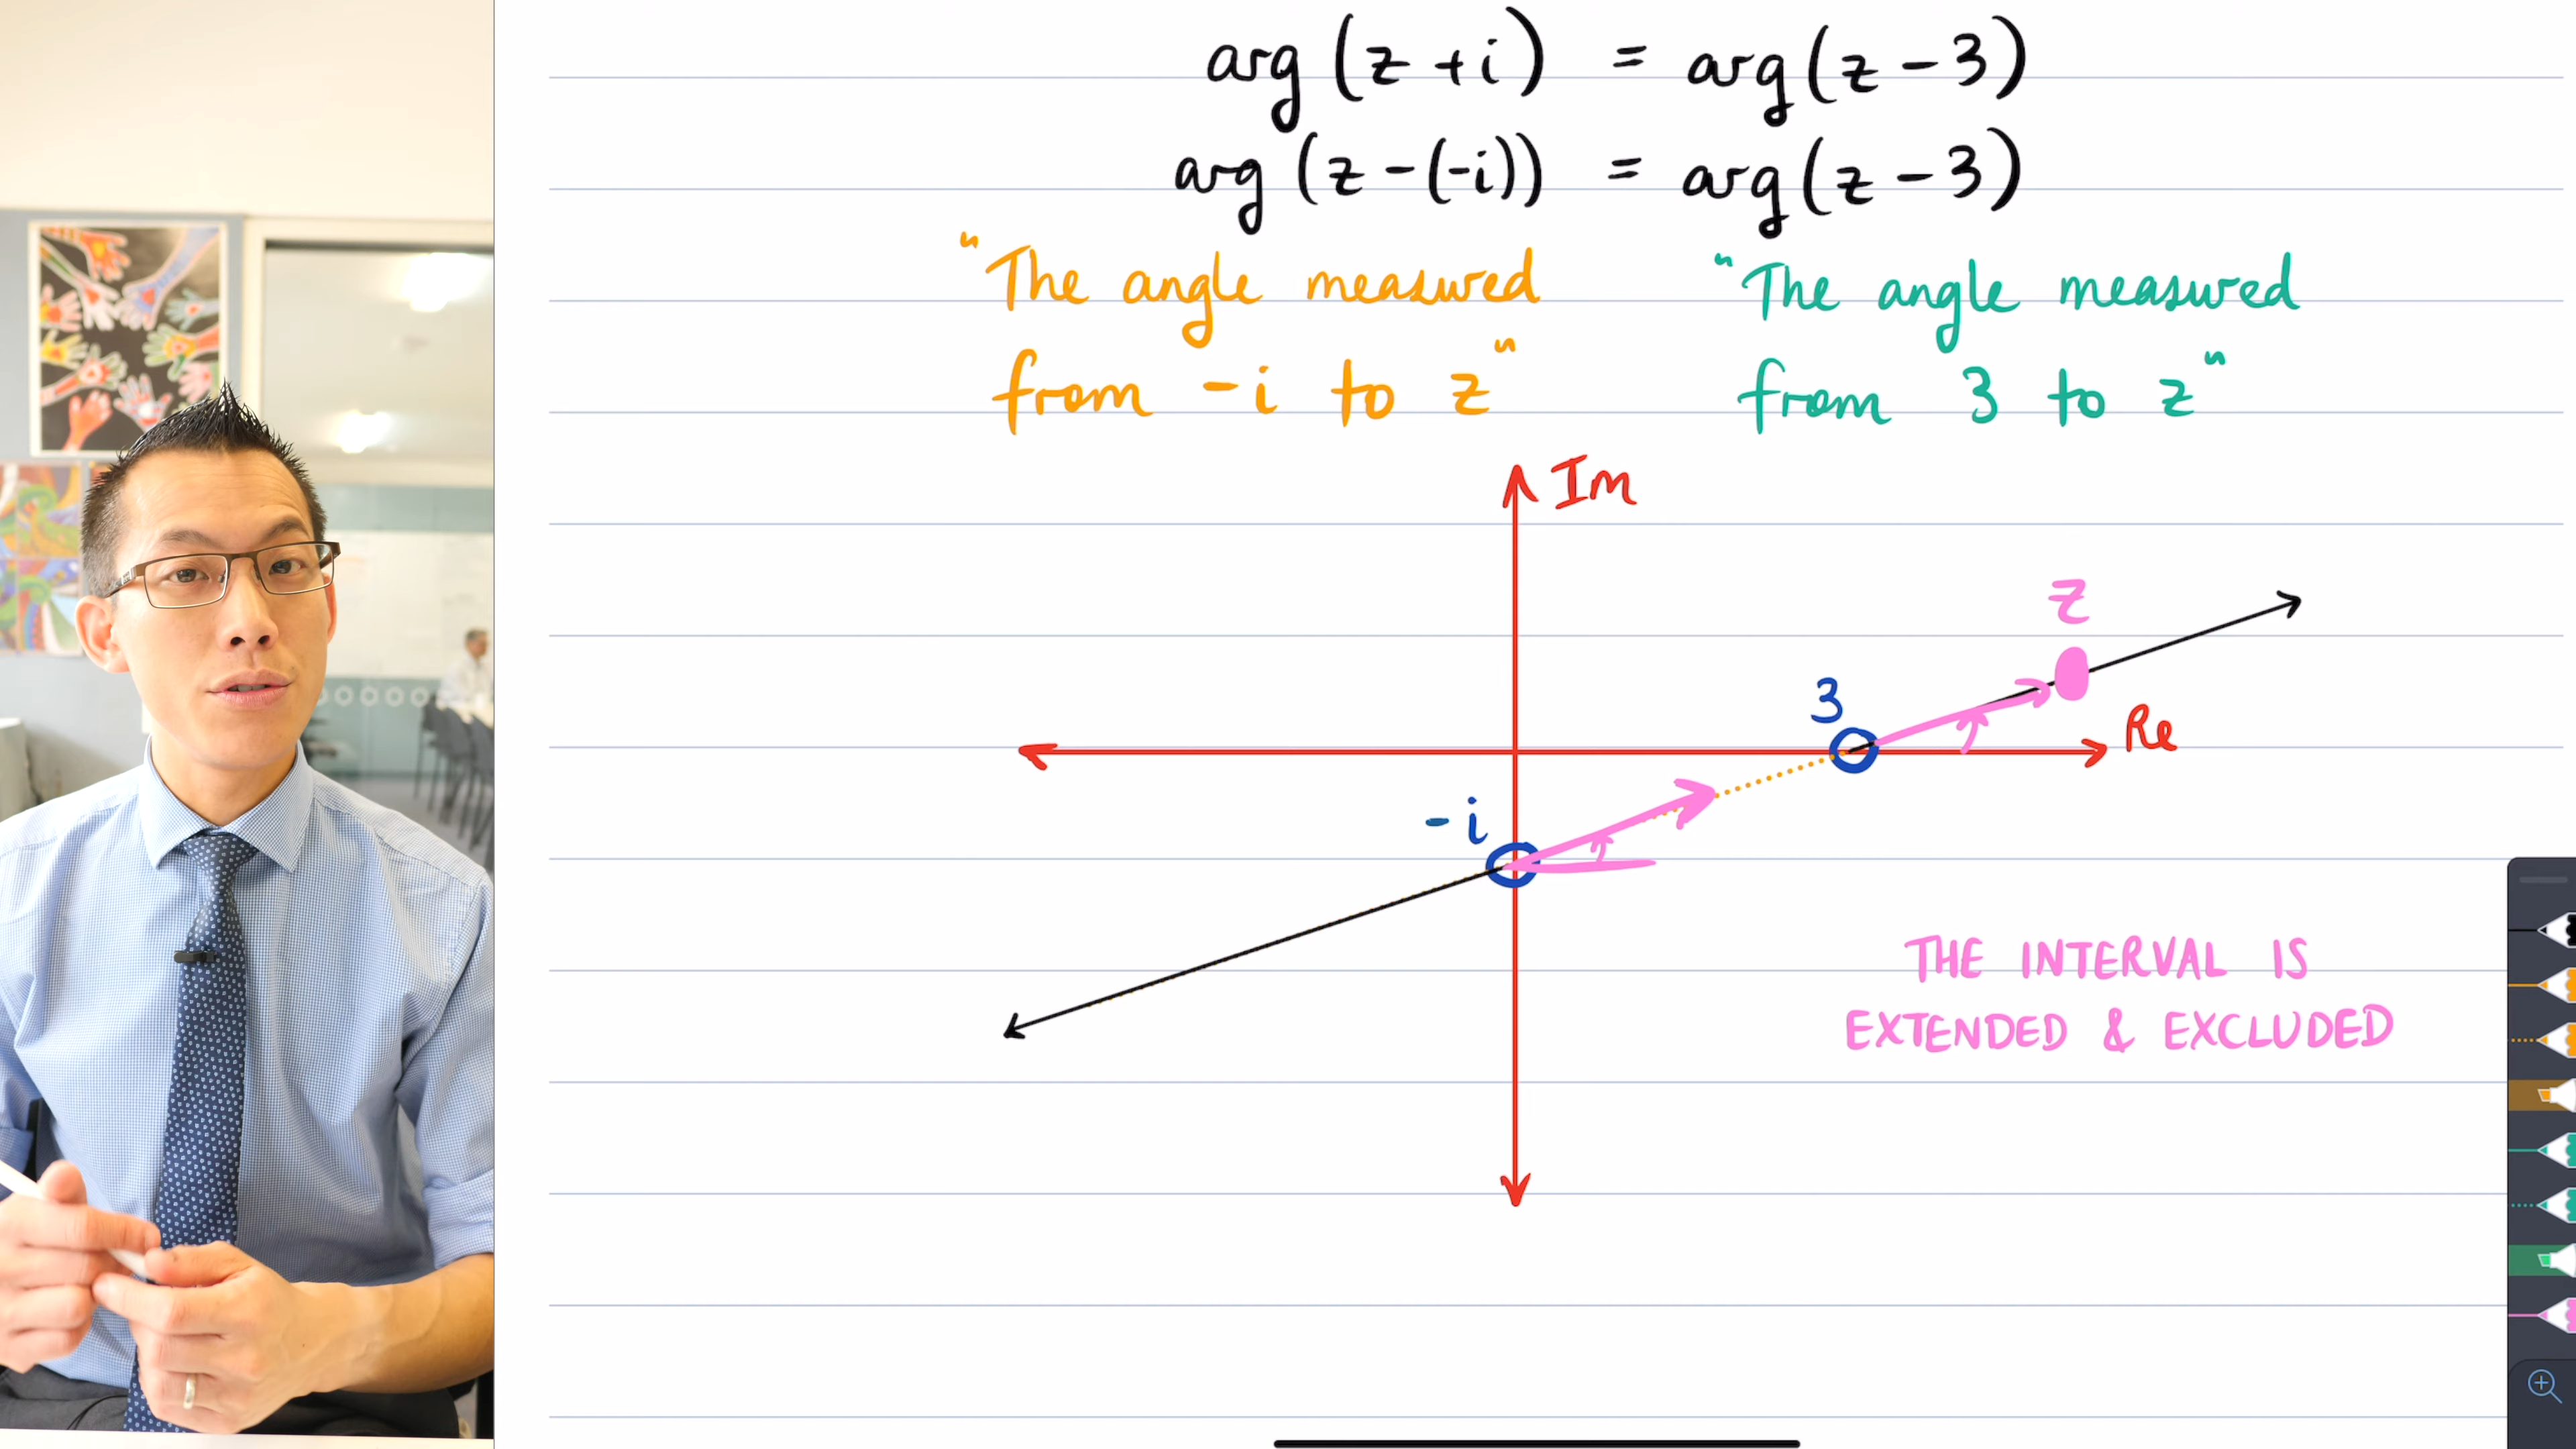 arg (z + i) = arg (z - 3)
arg (z - (-i)) = arg (z - 3)
"The angle measured
from -i to z"
"The angle measured
from 3 to z"
Im
z
3
Re
-i
THE INTERVAL IS
EXTENDED & EXCLUDED